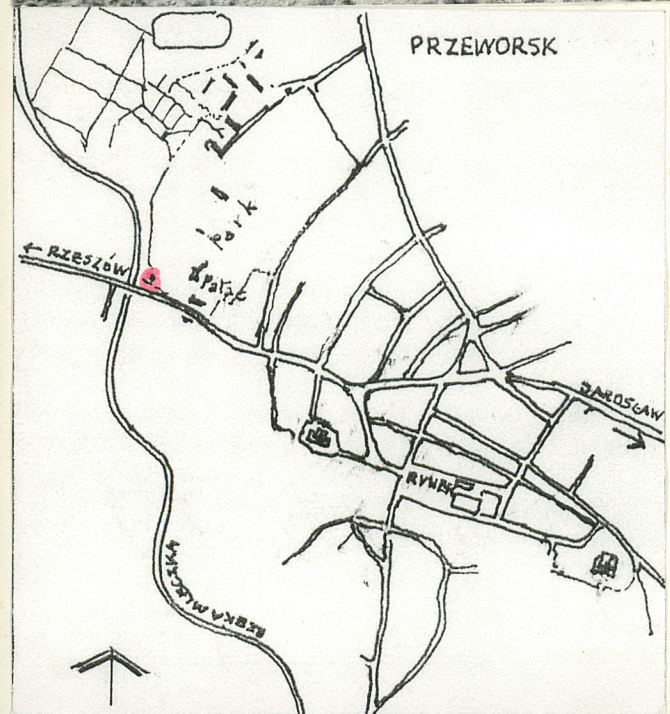 PRZEWORSK
← RZESZÓW
Park
Pałac
JAROSŁAW
RYNEK
RZEKA MLECZKA